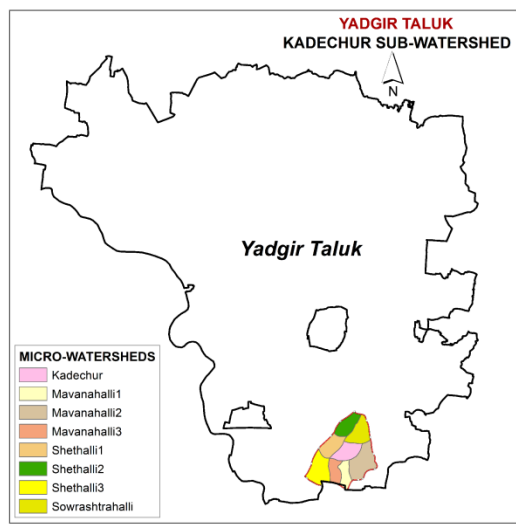 YADGIR TALUK
KADECHUR SUB-WATERSHED
N
Yadgir Taluk
MICRO-WATERSHEDS
Kadechur
Mavanahalli1
Mavanahalli2
Mavanahalli3
Shethalli1
Shethalli2
Shethalli3
Sowrashtrahalli